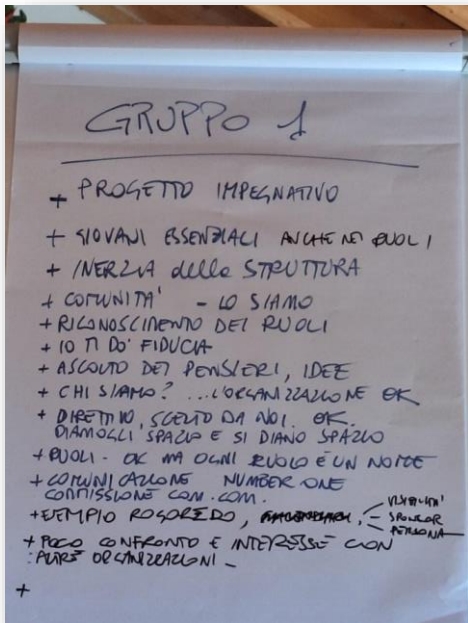 GRUPPO 1
+ PROGETTO IMPEGNATIVO
+ GIOVANI ESSENZIALI ANCHE NEI RUOLI
+ INERZIA della STRUTTURA
+ COMUNITA' - LO SIAMO
+ RICONOSCIMENTO DEI RUOLI
+ IO TI DO' FIDUCIA
+ ASCOLTO DEI PENSIERI, IDEE
+ CHI SIAMO? ...L'ORGANIZZAZIONE OK
+ DIRETTIVO, SCELTO DA NOI. OK.
DIAMOGLI SPAZIO E SI DIANO SPAZIO
+ RUOLI - OK MA OGNI RUOLO È UN NOME
+ COMUNICAZIONE NUMBER ONE
COMMISSIONE COM. COM.
+ ESEMPIO ROGOREDO, - VISIBILITA'
- SPONSOR
- PERSONA
+ POCO CONFRONTO E INTERESSE CON
: ALTRE ORGANIZZAZIONI -
+